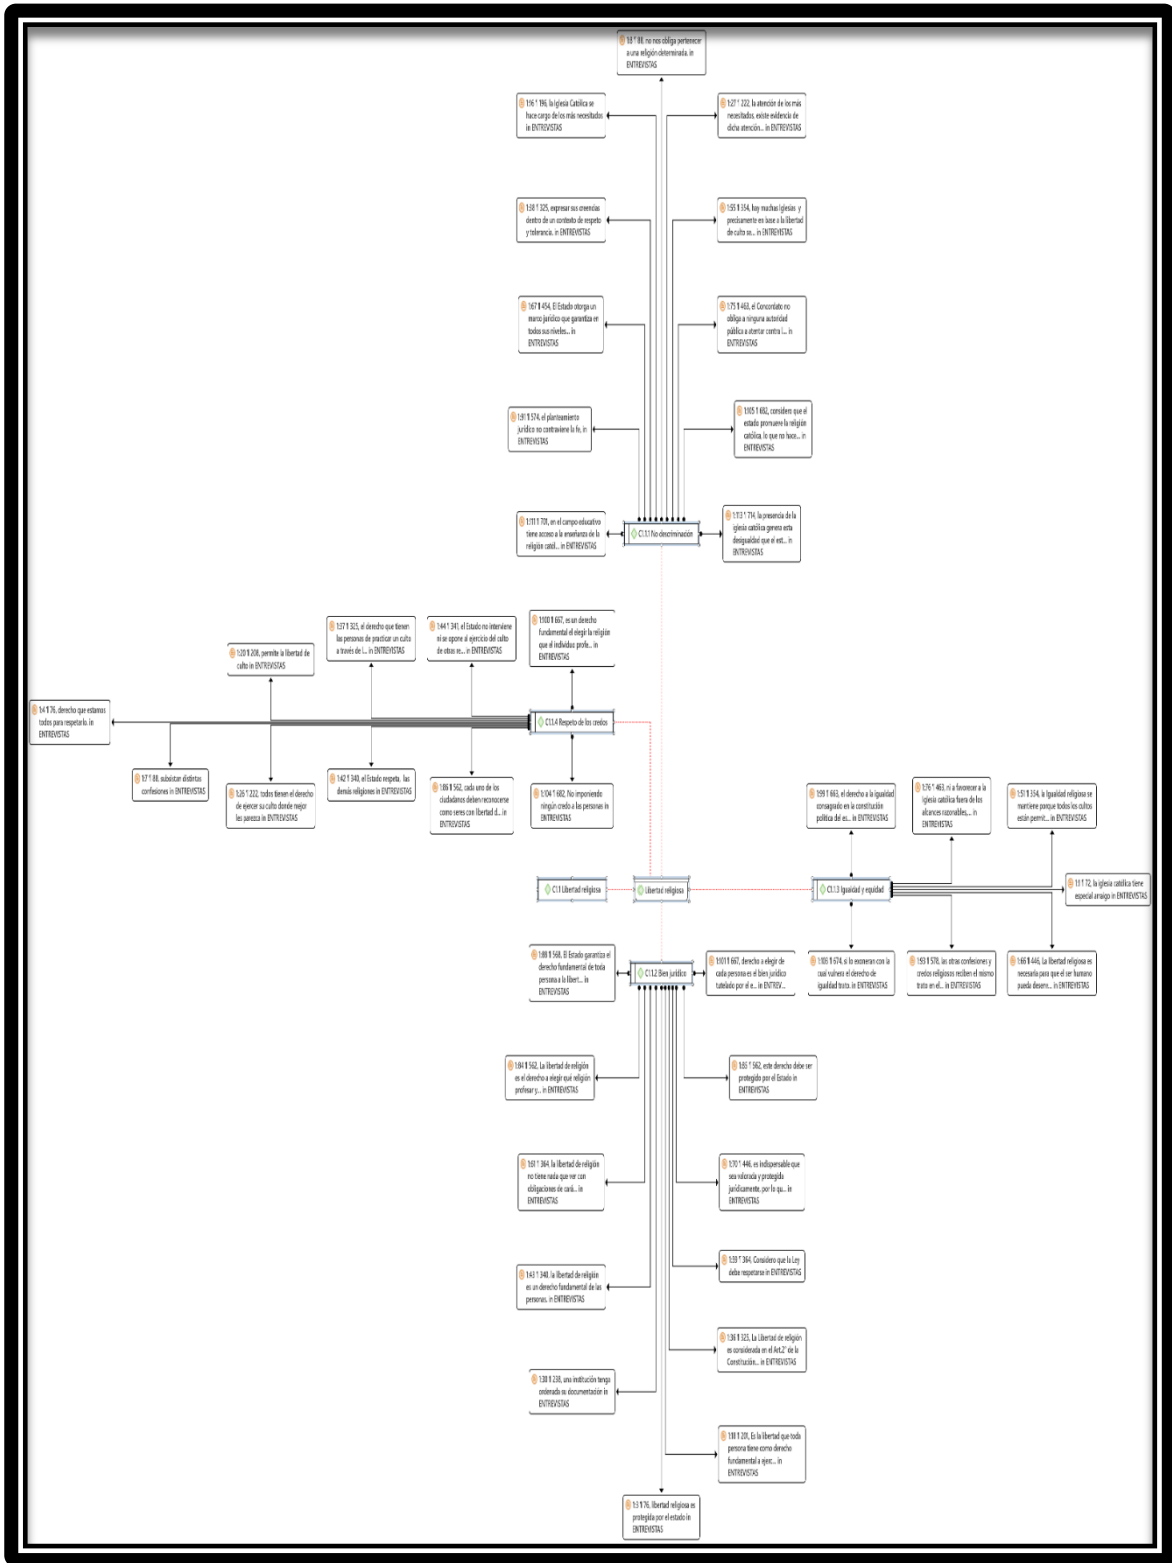 1:8 ¶ 88, no nos obliga pertenecer
a una religión determinada. in
ENTREVISTAS
1:16 ¶ 196, la Iglesia Católica se
hace cargo de los más necesitados
in ENTREVISTAS
1:27 ¶ 222, la atención de los más
necesitados, existe evidencia de
dicha atención... in ENTREVISTAS
1:38 ¶ 325, expresar sus creencias
dentro de un contexto de respeto
y tolerancia. in ENTREVISTAS
1:55 ¶ 354, hay muchas Iglesias y
precisamente en base a la libertad
de culto se... in ENTREVISTAS
1:67 ¶ 454, El Estado otorga un
marco jurídico que garantiza en
todos sus niveles... in
ENTREVISTAS
1:75 ¶ 463, el Concordato no
obliga a ninguna autoridad
pública a atentar contra l... in
ENTREVISTAS
1:91 ¶ 574, el planteamiento
jurídico no contraviene la fe. in
ENTREVISTAS
1:105 ¶ 682, considero que el
estado promueve la religión
católica, lo que no hace... in
ENTREVISTAS
1:111 ¶ 701, en el campo educativo
tiene acceso a la enseñanza de la
religión catól... in ENTREVISTAS
C1.1.1 No descriminación
1:113 ¶ 714, la presencia de la
iglesia católica genera esta
desigualdad que el est... in
ENTREVISTAS
1:4 ¶ 76, derecho que estamos
todos para respetarlo. in
ENTREVISTAS
1:20 ¶ 208, permite la libertad de
culto in ENTREVISTAS
1:37 ¶ 325, el derecho que tienen
las personas de practicar un culto
a través de l... in ENTREVISTAS
1:44 ¶ 341, el Estado no interviene
ni se opone al ejercicio del culto
de otras re... in ENTREVISTAS
1:100 ¶ 667, es un derecho
fundamental el elegir la religión
que el individuo profe... in
ENTREVISTAS
C1.1.4 Respeto de los credos
1:7 ¶ 88, subsistan distintas
confesiones in ENTREVISTAS
1:26 ¶ 222, todos tienen el derecho
de ejercer su culto donde mejor
les parezca in ENTREVISTAS
1:42 ¶ 340, el Estado respeta, las
demás religiones in ENTREVISTAS
1:86 ¶ 562, cada uno de los
ciudadanos deben reconocerse
como seres con libertad d... in
ENTREVISTAS
1:104 ¶ 682, No imponiendo
ningún credo a las personas in
ENTREVISTAS
1:99 ¶ 663, el derecho a la igualdad
consagrado en la constitución
política del es... in ENTREVISTAS
1:76 ¶ 463, ni a favorecer a la
iglesia católica fuera de los
alcances razonables,... in
ENTREVISTAS
1:51 ¶ 354, la Igualdad religiosa se
mantiene porque todos los cultos
están permit... in ENTREVISTAS
C1.1 Libertad religiosa
Libertad religiosa
C1.1.3 Igualdad y equidad
1:1 ¶ 72, la iglesia católica tiene
especial arraigo in ENTREVISTAS
1:108 ¶ 674, si lo exoneran con la
cual vulnera el derecho de
igualdad trato. in ENTREVISTAS
1:93 ¶ 578, las otras confesiones y
credos religiosos reciben el mismo
trato en el... in ENTREVISTAS
1:66 ¶ 446, La libertad religiosa es
necesaria para que el ser humano
pueda desere... in ENTREVISTAS
1:88 ¶ 568, El Estado garantiza el
derecho fundamental de toda
persona a la libert... in
ENTREVISTAS
C1.1.2 Bien jurídico
1:101 ¶ 667, derecho a elegir de
cada persona es el bien jurídico
tutelado por el e... in ENTREV...
1:84 ¶ 562, La libertad de religión
es el derecho a elegir qué religión
profesar y... in ENTREVISTAS
1:85 ¶ 562, este derecho debe ser
protegido por el Estado in
ENTREVISTAS
1:61 ¶ 364, la libertad de religión
no tiene nada que ver con
obligaciones de cará... in
ENTREVISTAS
1:70 ¶ 446, es indispensable que
sea valorada y protegida
jurídicamente, por lo qu... in
ENTREVISTAS
1:59 ¶ 364, Considero que la Ley
debe respetarse in ENTREVISTAS
1:43 ¶ 340, la libertad de religión
es un derecho fundamental de las
personas. in ENTREVISTAS
1:36 ¶ 325, La Libertad de religión
es considerada en el Art.2° de la
Constitución... in ENTREVISTAS
1:30 ¶ 238, una institución tenga
ordenada su documentación in
ENTREVISTAS
1:18 ¶ 201, Es la libertad que toda
persona tiene como derecho
fundamental a ejerc... in
ENTREVISTAS
1:3 ¶ 76, libertad religiosa es
protegida por el estado in
ENTREVISTAS